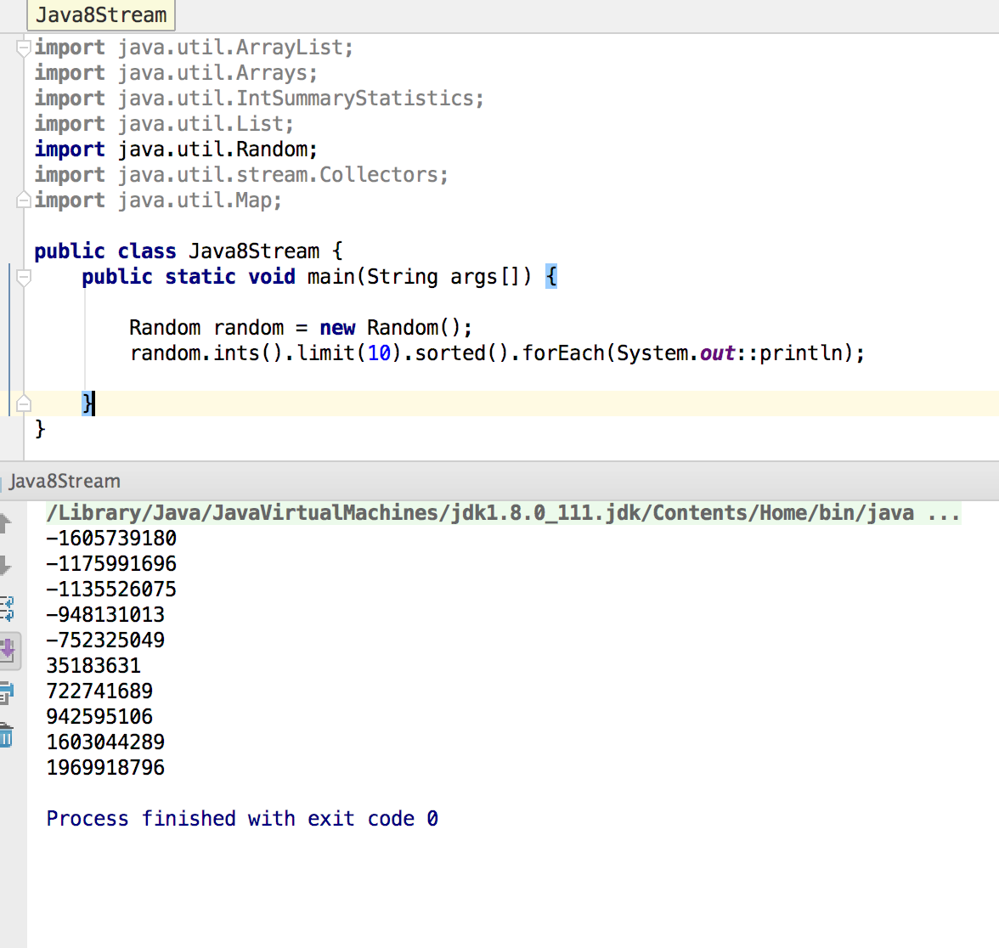 Java8Stream
import java.util.ArrayList;
import java.util.Arrays;
import java.util.IntSummaryStatistics;
import java.util.List;
import java.util.Random;
import java.util.stream.Collectors;
import java.util.Map;
public class Java8Stream {
public static void main(String args[]) {
Random random = new Random();
random.ints().limit(10).sorted().forEach(System.out::println);
}
}
Java8Stream
/Library/Java/JavaVirtualMachines/jdk1.8.0_111.jdk/Contents/Home/bin/java ...
-1605739180
-1175991696
-1135526075
-948131013
-752325049
35183631
722741689
942595106
1603044289
1969918796
Process finished with exit code 0